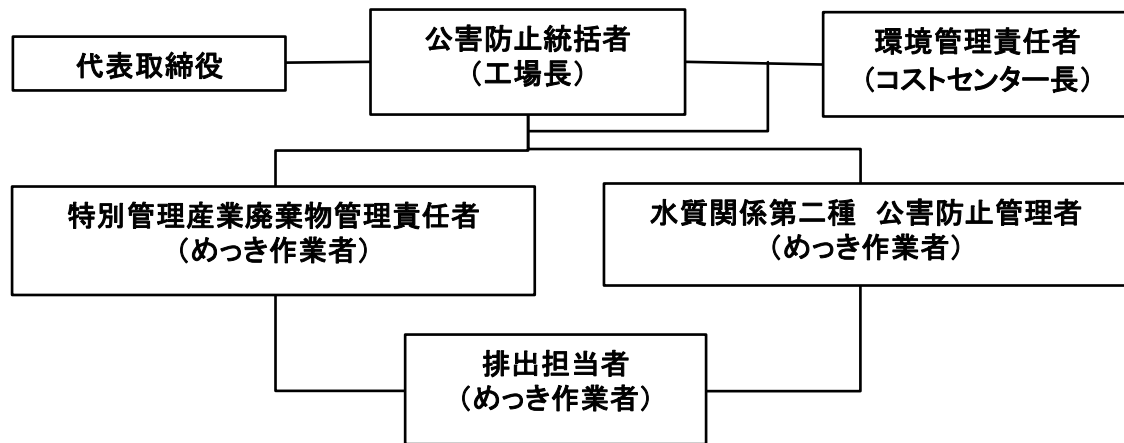 代表取締役
公害防止統括者
（工場長）
環境管理責任者
（コストセンター長）
特別管理産業廃棄物管理責任者
（めっき作業者）
水質関係第二種 公害防止管理者
（めっき作業者）
排出担当者
（めっき作業者）